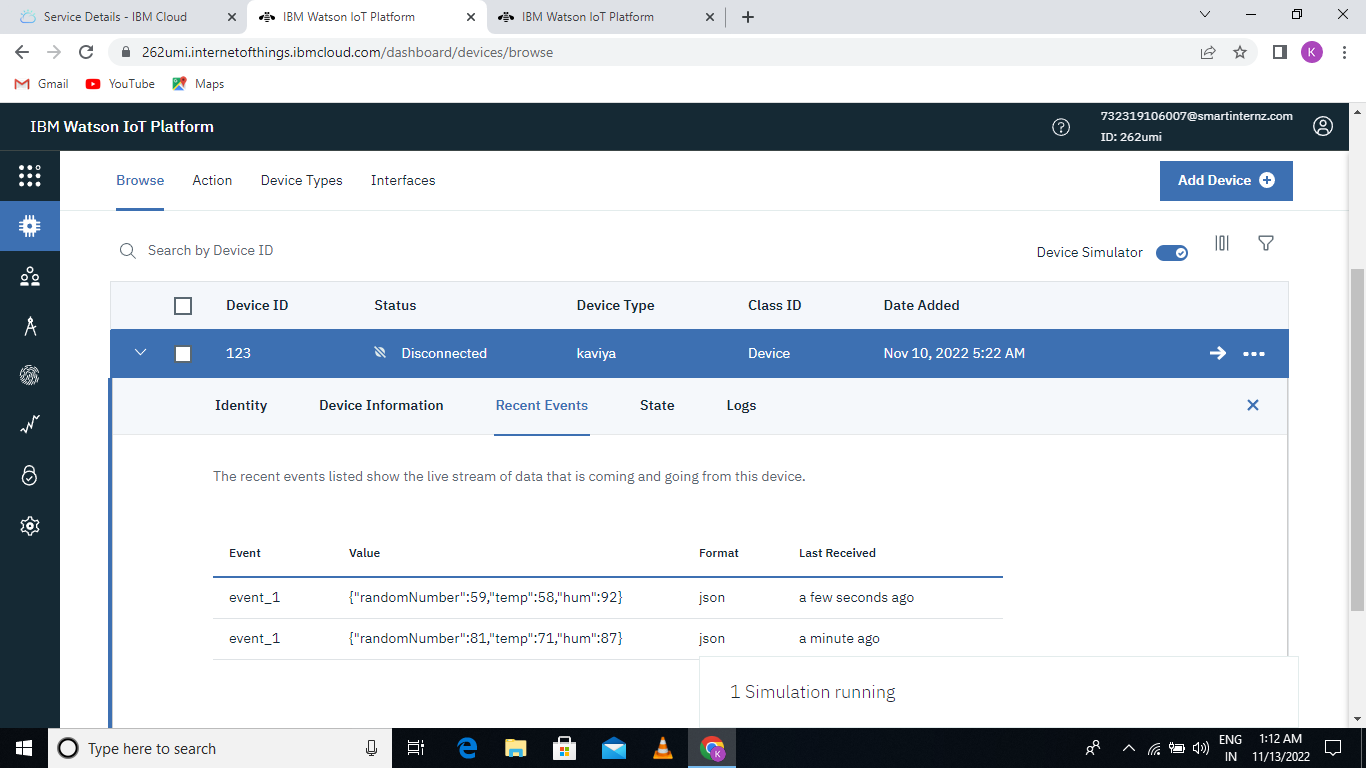 Service Details - IBM Cloud
IBM Watson IoT Platform
IBM Watson IoT Platform
262umi.internetofthings.ibmcloud.com/dashboard/devices/browse
K
Gmail
YouTube
Maps
IBM Watson IoT Platform
732319106007@smartinternz.com
ID: 262umi
Browse
Action
Device Types
Interfaces
Add Device
Search by Device ID
Device Simulator
Device ID Status Device Type Class ID Date Added
123 Disconnected kaviya Device Nov 10, 2022 5:22 AM
Identity Device Information Recent Events State Logs
The recent events listed show the live stream of data that is coming and going from this device.
Event Value Format Last Received
event_1 {"randomNumber":59,"temp":58,"hum":92} json a few seconds ago
event_1 {"randomNumber":81,"temp":71,"hum":87} json a minute ago
1 Simulation running
Type here to search
K
ENG
IN
1:12 AM
11/13/2022